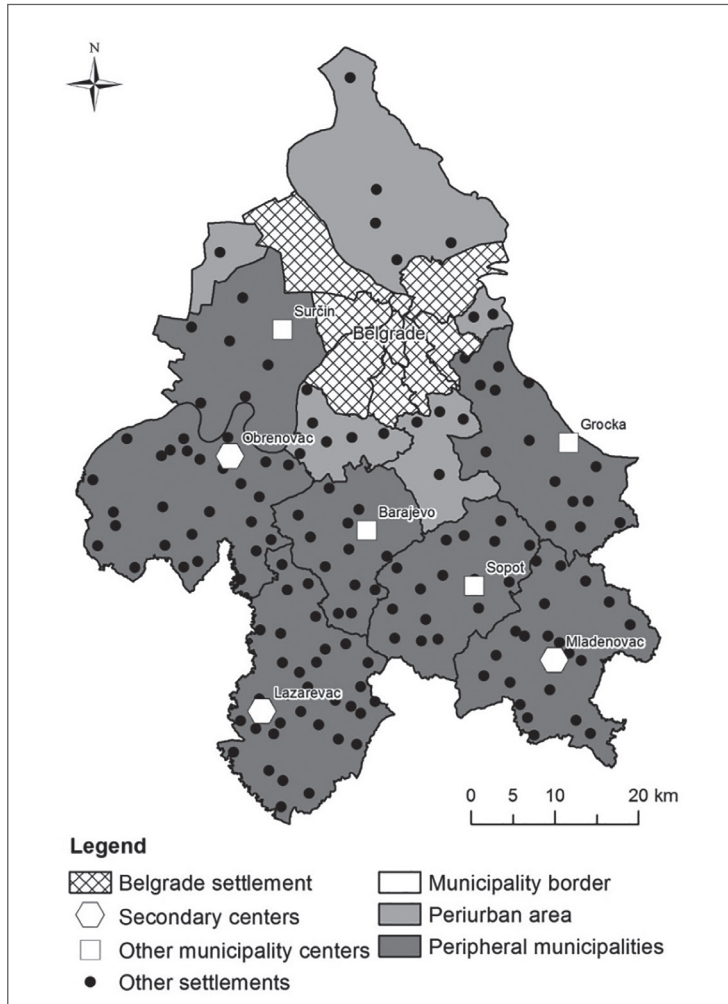 N
Surčin
Belgrade
Grocka
Obrenovac
Barajevo
Sopot
Mladenovac
Lazarevac
0 5 10 20 km
Legend
Belgrade settlement
Secondary centers
Other municipality centers
Other settlements
Municipality border
Periurban area
Peripheral municipalities